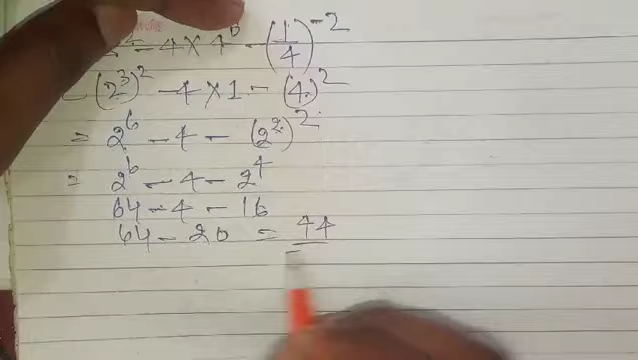 - 4 × 4⁰ - (1/4)⁻²
- (2³)² - 4 × 1 - (4)²
= 2⁶ - 4 - (2²)²
= 2⁶ - 4 - 2⁴
64 - 4 - 16
64 - 20 = 44